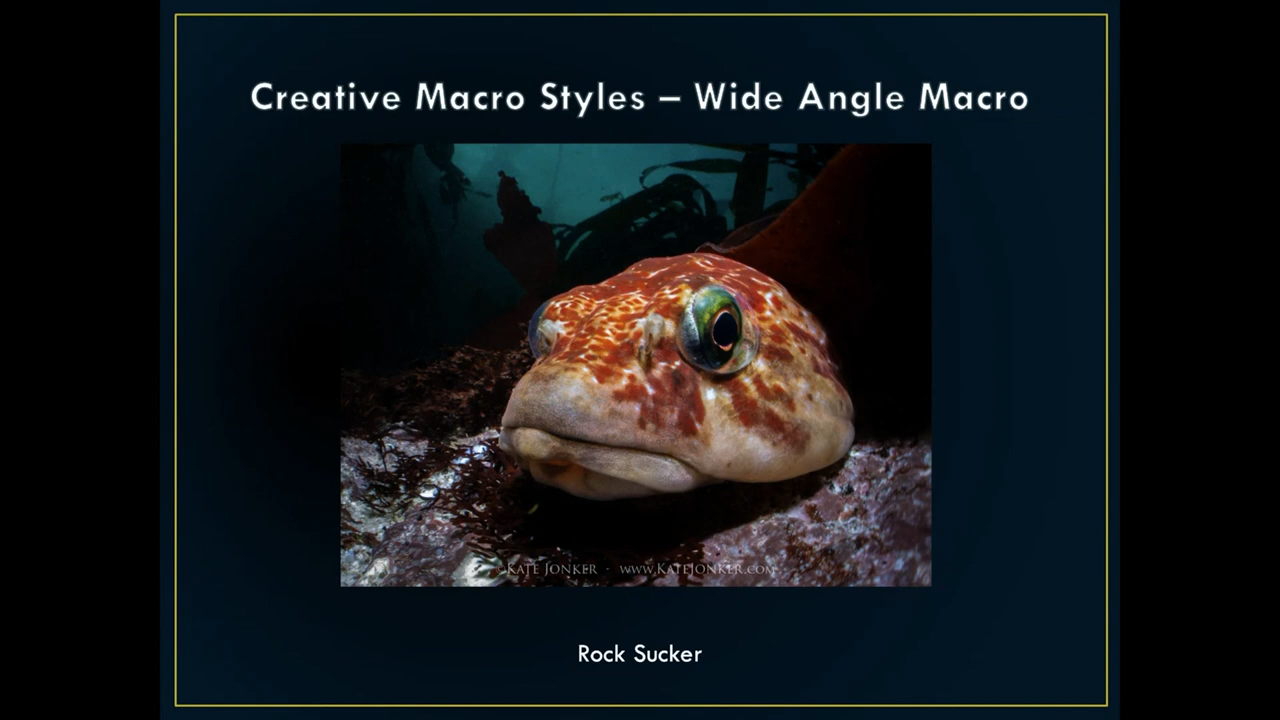 Creative Macro Styles – Wide Angle Macro
©Kate Jonker - www.KateJonker.com
Rock Sucker